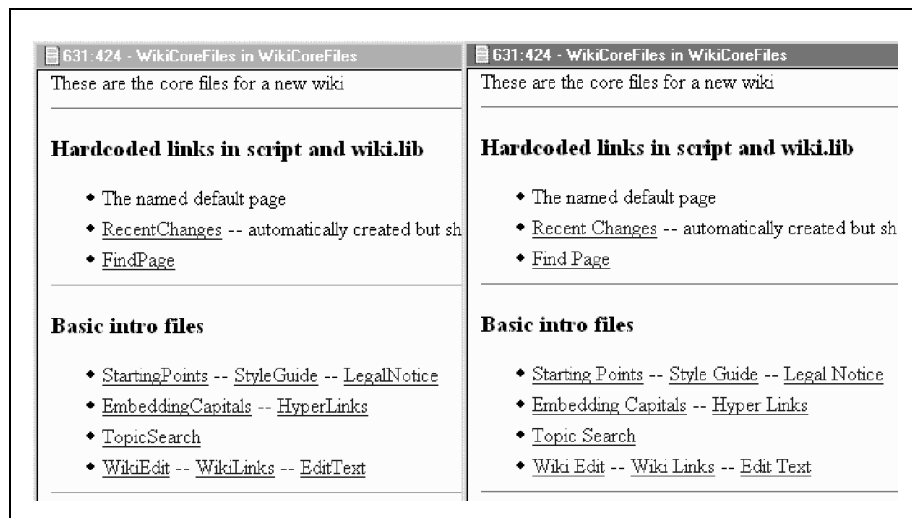 631:424 - WikiCoreFiles in WikiCoreFiles
These are the core files for a new wiki
Hardcoded links in script and wiki.lib
The named default page
RecentChanges -- automatically created but sh
FindPage
Basic intro files
StartingPoints -- StyleGuide -- LegalNotice
EmbeddingCapitals -- HyperLinks
TopicSearch
WikiEdit -- WikiLinks -- EditText
631:424 - WikiCoreFiles in WikiCoreFiles
These are the core files for a new wiki
Hardcoded links in script and wiki.lib
The named default page
Recent Changes -- automatically created but sh
Find Page
Basic intro files
Starting Points -- Style Guide -- Legal Notice
Embedding Capitals -- Hyper Links
Topic Search
Wiki Edit -- Wiki Links -- Edit Text